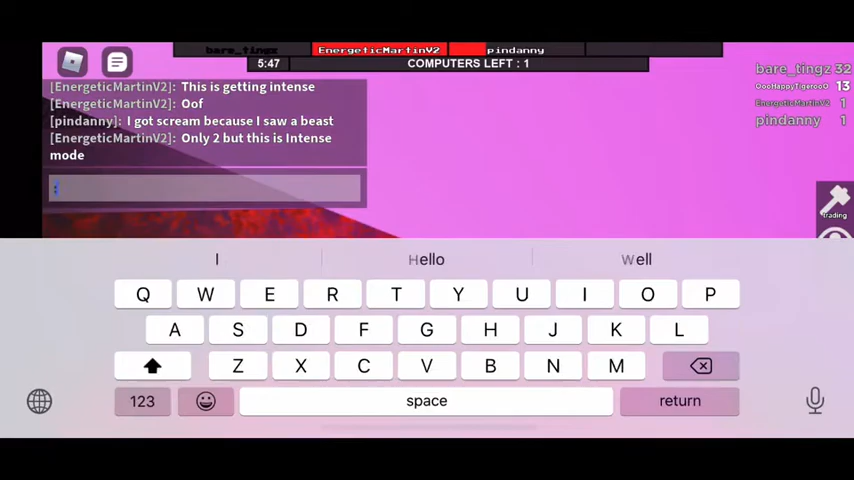 bare_tingz EnergeticMartinV2 pindanny
5:47 COMPUTERS LEFT : 1
bare_tingz 32
OocHappyTigerooO 13
EnergeticMartinV2 1
pindanny 1
[EnergeticMartinV2]: This is getting intense
[EnergeticMartinV2]: Oof
[pindanny]: I got scream because I saw a beast
[EnergeticMartinV2]: Only 2 but this is Intense
mode
Trading
I Hello Well
Q W E R T Y U I O P
A S D F G H J K L
Z X C V B N M
123 space return